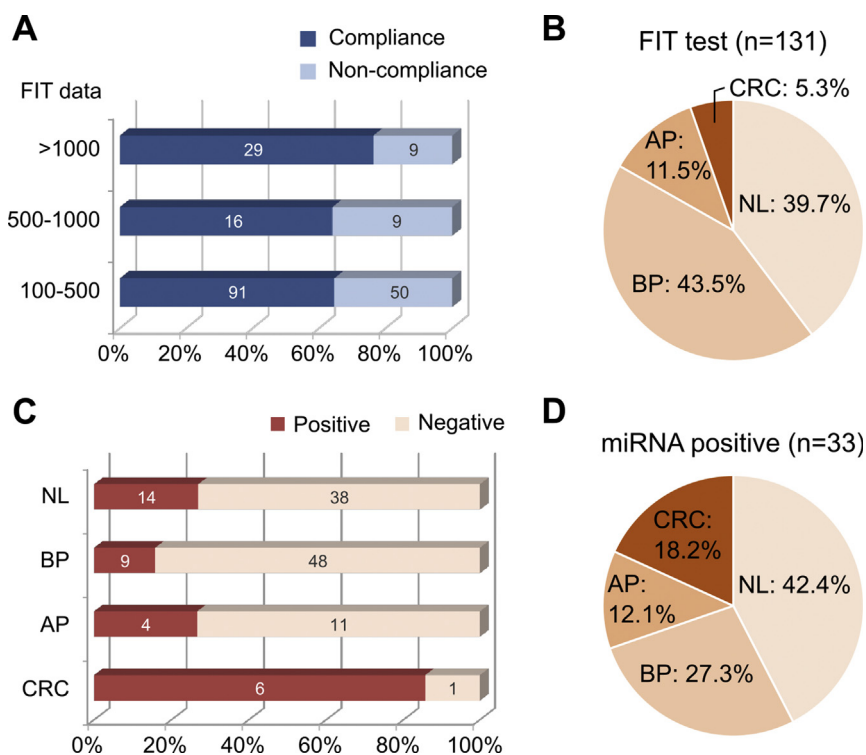 A
Compliance
Non-compliance
FIT data
>1000
29
9
500-1000
16
9
100-500
91
50
0%
20%
40%
60%
80%
100%
B
FIT test (n=131)
CRC: 5.3%
AP:
11.5%
NL: 39.7%
BP: 43.5%
C
Positive
Negative
NL
14
38
BP
9
48
AP
4
11
CRC
6
1
0%
20%
40%
60%
80%
100%
D
miRNA positive (n=33)
CRC:
18.2%
NL: 42.4%
AP:
12.1%
BP: 27.3%